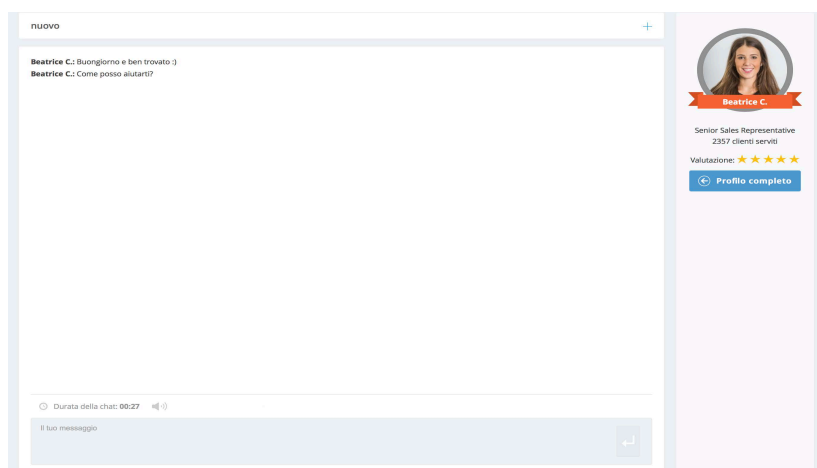 nuovo
Beatrice C.: Buongiorno e ben trovato :)
Beatrice C.: Come posso aiutarti?
Durata della chat: 00:27
Il tuo messaggio
Beatrice C.
Senior Sales Representative
2357 clienti serviti
Valutazione:
Profilo completo